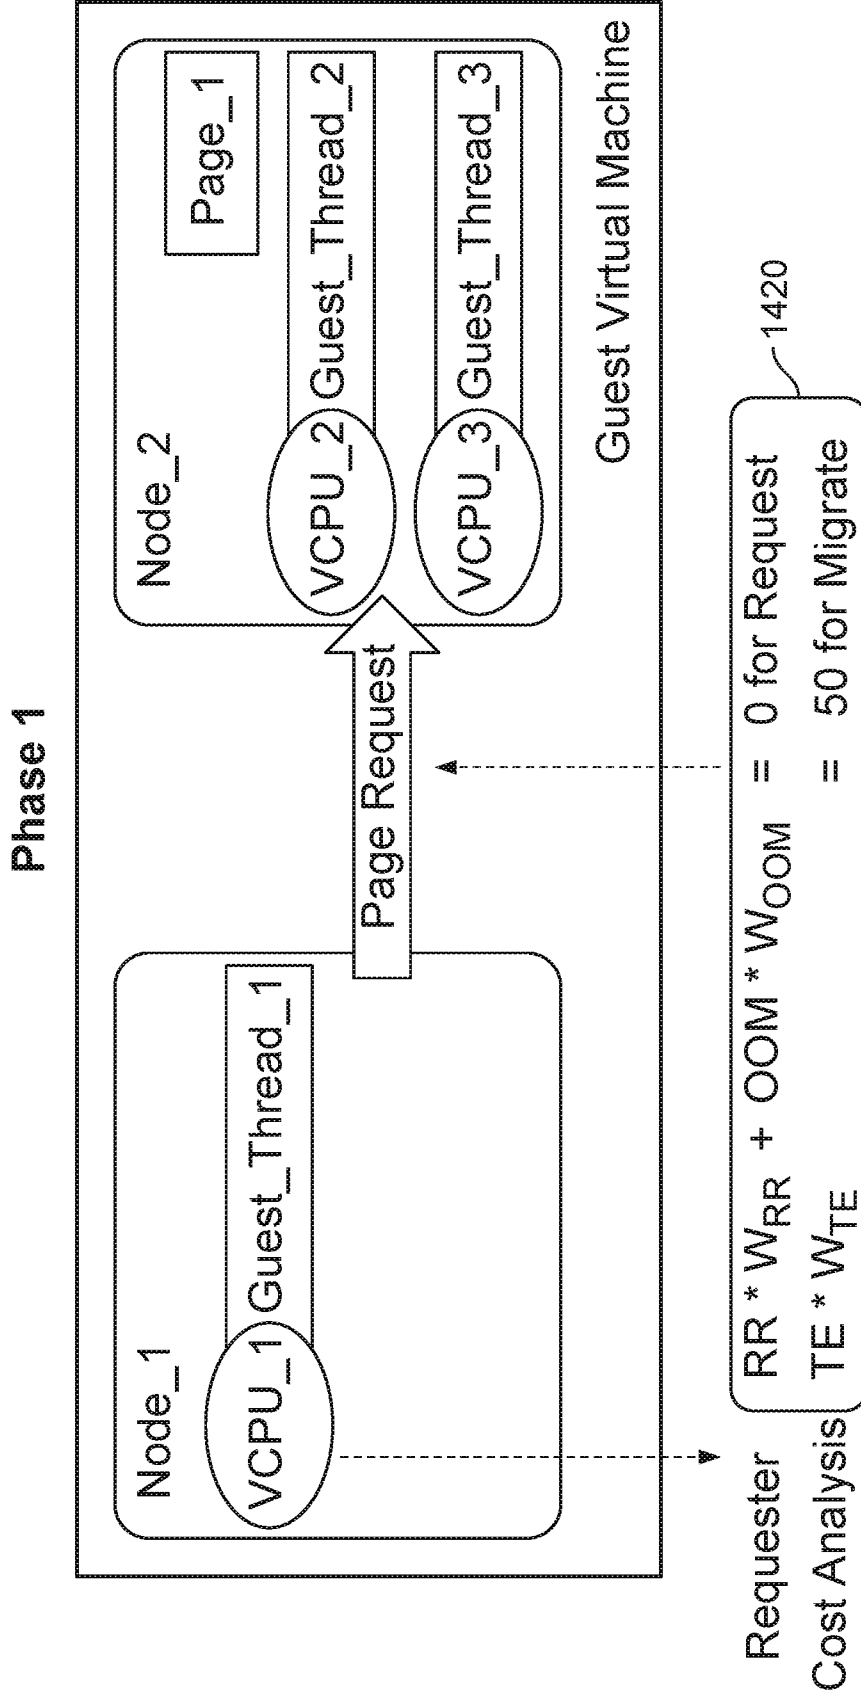 Phase 1
Node_1
VCPU_1 Guest_Thread_1
Page Request
Node_2
Page_1
VCPU_2 Guest_Thread_2
VCPU_3 Guest_Thread_3
Guest Virtual Machine
Requester
Cost Analysis
RR * W_RR + OOM * W_OOM = 0 for Request
TE * W_TE = 50 for Migrate
1420